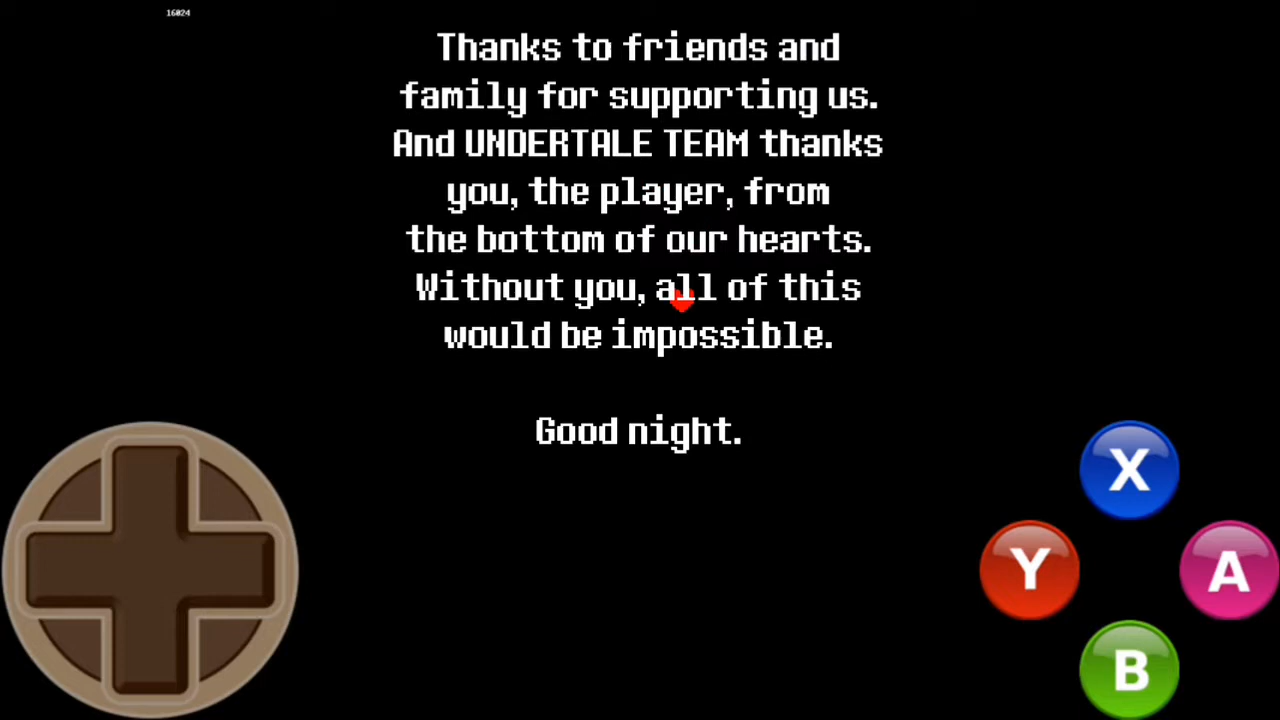 16024
Thanks to friends and
family for supporting us.
And UNDERTALE TEAM thanks
you, the player, from
the bottom of our hearts.
Without you, all of this
would be impossible.
Good night.
X
Y
A
B